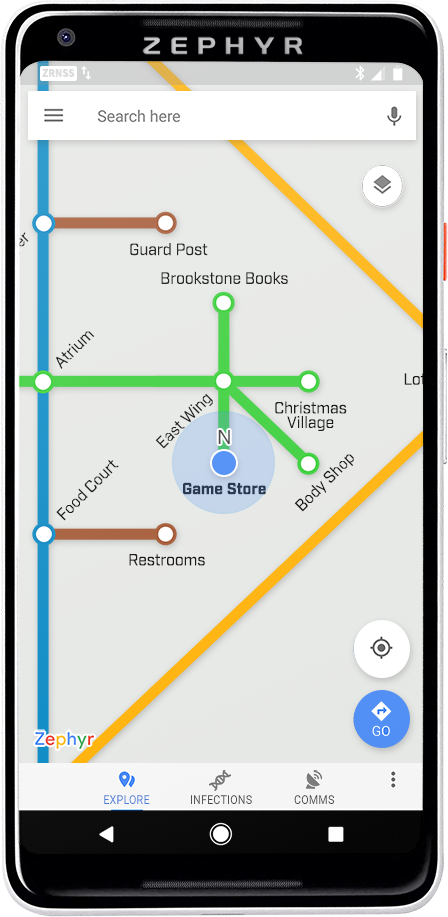 ZEPHYR
ZRNSS
Search here
er
Guard Post
Brookstone Books
Atrium
Lof
Christmas
Village
East Wing
N
Game Store
Food Court
Body Shop
Restrooms
GO
Zephyr
EXPLORE
INFECTIONS
COMMS